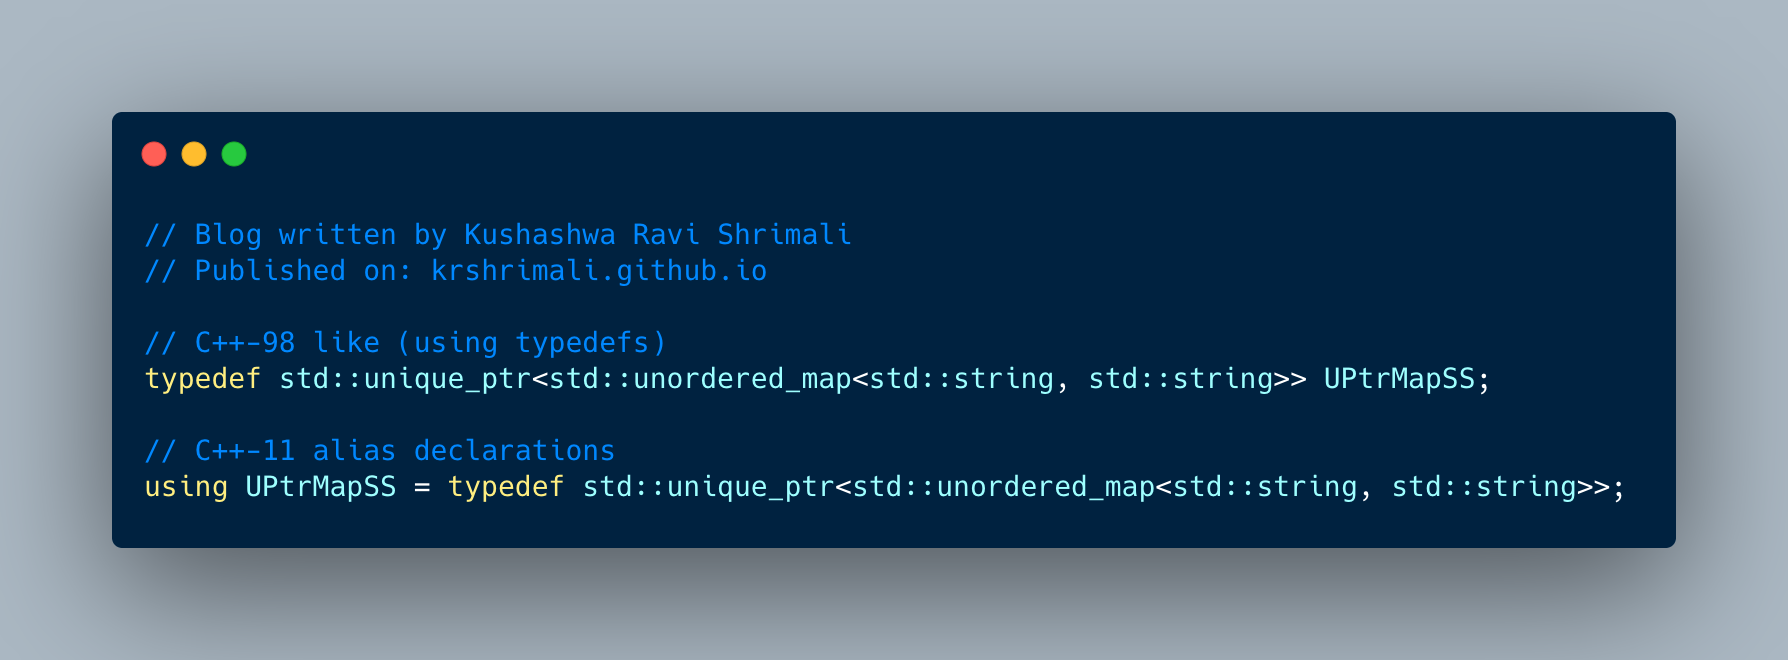 // Blog written by Kushashwa Ravi Shrimali
// Published on: krshrimali.github.io
// C++-98 like (using typedefs)
typedef std::unique_ptr<std::unordered_map<std::string, std::string>> UPtrMapSS;
// C++-11 alias declarations
using UPtrMapSS = typedef std::unique_ptr<std::unordered_map<std::string, std::string>>;